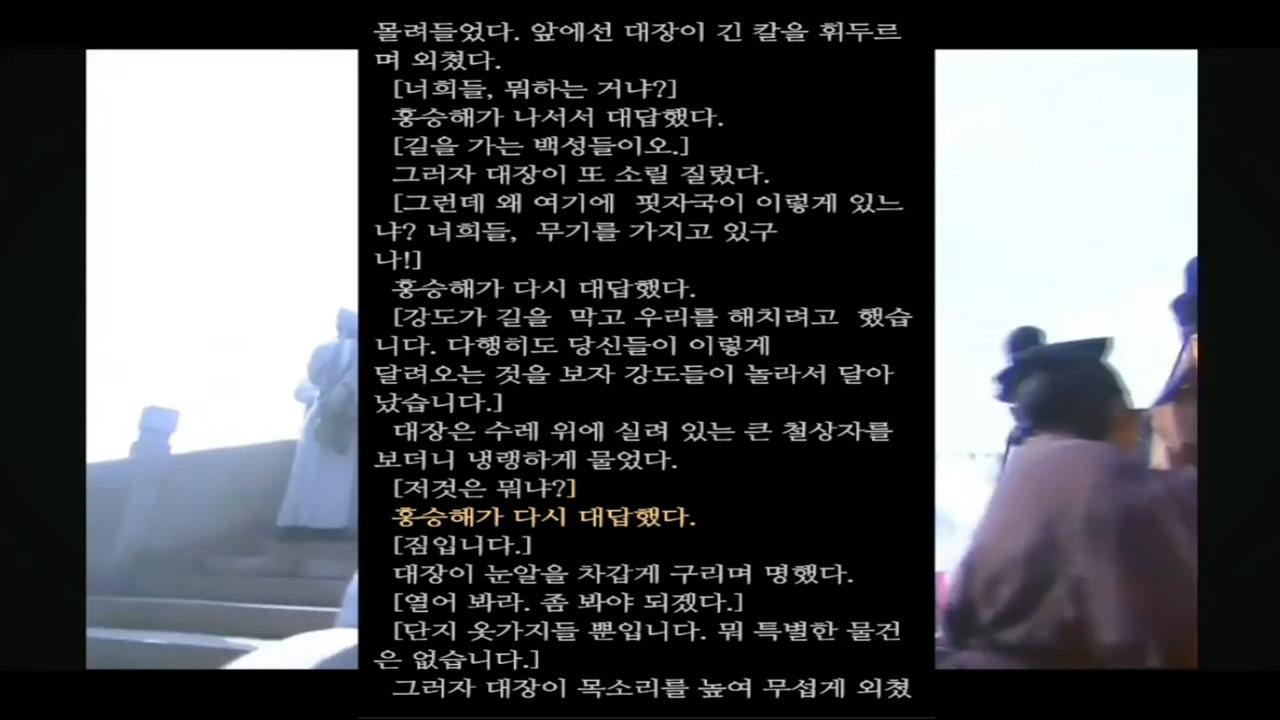 몰려들었다. 앞에선 대장이 긴 칼을 휘두르
며 외쳤다.
[너희들, 뭐하는 거냐?]
홍승해가 나서서 대답했다.
[길을 가는 백성들이오.]
그러자 대장이 또 소릴 질렀다.
[그런데 왜 여기에 핏자국이 이렇게 있느
냐? 너희들, 무기를 가지고 있구
나!]
홍승해가 다시 대답했다.
[강도가 길을 막고 우리를 해치려고 했습
니다. 다행히도 당신들이 이렇게
달려오는 것을 보자 강도들이 놀라서 달아
났습니다.]
대장은 수레 위에 실려 있는 큰 철상자를
보더니 냉랭하게 물었다.
[저것은 뭐냐?]
홍승해가 다시 대답했다.
[짐입니다.]
대장이 눈알을 차갑게 구리며 명했다.
[열어 봐라. 좀 봐야 되겠다.]
[단지 옷가지들 뿐입니다. 뭐 특별한 물건
은 없습니다.]
그러자 대장이 목소리를 높여 무섭게 외쳤